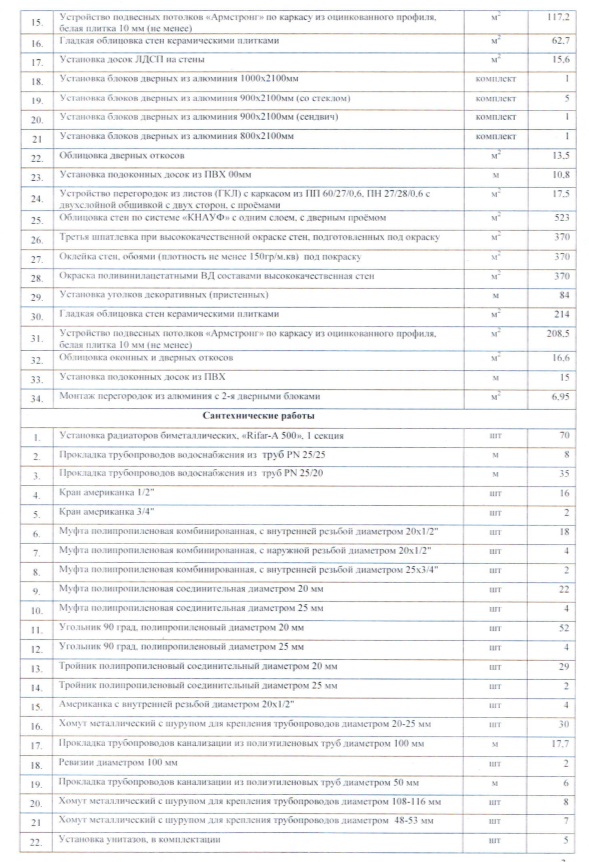 15. Устройство подвесных потолков «Армстронг» по каркасу из оцинкованного профиля, м² 117,2
белая плитка 10 мм (не менее)
16. Гладкая облицовка стен керамическими плитками м² 62,7
17. Установка досок ЛДСП на стены м² 15,6
18. Установка блоков дверных из алюминия 1000х2100мм комплект 1
19. Установка блоков дверных из алюминия 900х2100мм (со стеклом) комплект 5
20. Установка блоков дверных из алюминия 900х2100мм (сендвич) комплект 1
21 Установка блоков дверных из алюминия 800х2100мм комплект 1
22. Облицовка дверных откосов м² 13,5
23. Установка подоконных досок из ПВХ 00мм м 10,8
24. Устройство перегородок из листов (ГКЛ) с каркасом из ПП 60/27/0,6, ПН 27/28/0,6 с м² 17,5
двухслойной обшивкой с двух сторон, с проёмами
25. Облицовка стен по системе «КНАУФ» с одним слоем, с дверным проёмом м² 523
26. Третья шпатлевка при высококачественной окраске стен, подготовленных под окраску м² 370
27. Оклейка стен, обоями (плотность не менее 150гр/м.кв) под покраску м² 370
28. Окраска поливинилацетатными ВД составами высококачественная стен м² 370
29. Установка уголков декоративных (пристенных) м 84
30. Гладкая облицовка стен керамическими плитками м² 214
31. Устройство подвесных потолков «Армстронг» по каркасу из оцинкованного профиля, м² 208,5
белая плитка 10 мм (не менее)
32. Облицовка оконных и дверных откосов м² 16,6
33. Установка подоконных досок из ПВХ м 15
34. Монтаж перегородок из алюминия с 2-я дверными блоками м² 6,95
Сантехнические работы
1. Установка радиаторов биметаллических, «Rifar-A 500», 1 секция шт 70
2. Прокладка трубопроводов водоснабжения из труб PN 25/25 м 8
3. Прокладка трубопроводов водоснабжения из труб PN 25/20 м 35
4. Кран американка 1/2" шт 16
5. Кран американка 3/4" шт 2
6. Муфта полипропиленовая комбинированная, с внутренней резьбой диаметром 20х1/2" шт 18
7. Муфта полипропиленовая комбинированная, с наружной резьбой диаметром 20х1/2" шт 4
8. Муфта полипропиленовая комбинированная, с внутренней резьбой диаметром 25х3/4" шт 2
9. Муфта полипропиленовая соединительная диаметром 20 мм шт 22
10. Муфта полипропиленовая соединительная диаметром 25 мм шт 4
11. Угольник 90 град, полипропиленовый диаметром 20 мм шт 52
12. Угольник 90 град, полипропиленовый диаметром 25 мм шт 4
13. Тройник полипропиленовый соединительный диаметром 20 мм шт 29
14. Тройник полипропиленовый соединительный диаметром 25 мм шт 2
15. Американка с внутренней резьбой диаметром 20х1/2" шт 4
16. Хомут металлический с шурупом для крепления трубопроводов диаметром 20-25 мм шт 30
17. Прокладка трубопроводов канализации из полиэтиленовых труб диаметром 100 мм м 17,7
18. Ревизии диаметром 100 мм шт 2
19. Прокладка трубопроводов канализации из полиэтиленовых труб диаметром 50 мм м 6
20. Хомут металлический с шурупом для крепления трубопроводов диаметром 108-116 мм шт 8
21 Хомут металлический с шурупом для крепления трубопроводов диаметром 48-53 мм шт 7
22. Установка унитазов, в комплектации шт 5